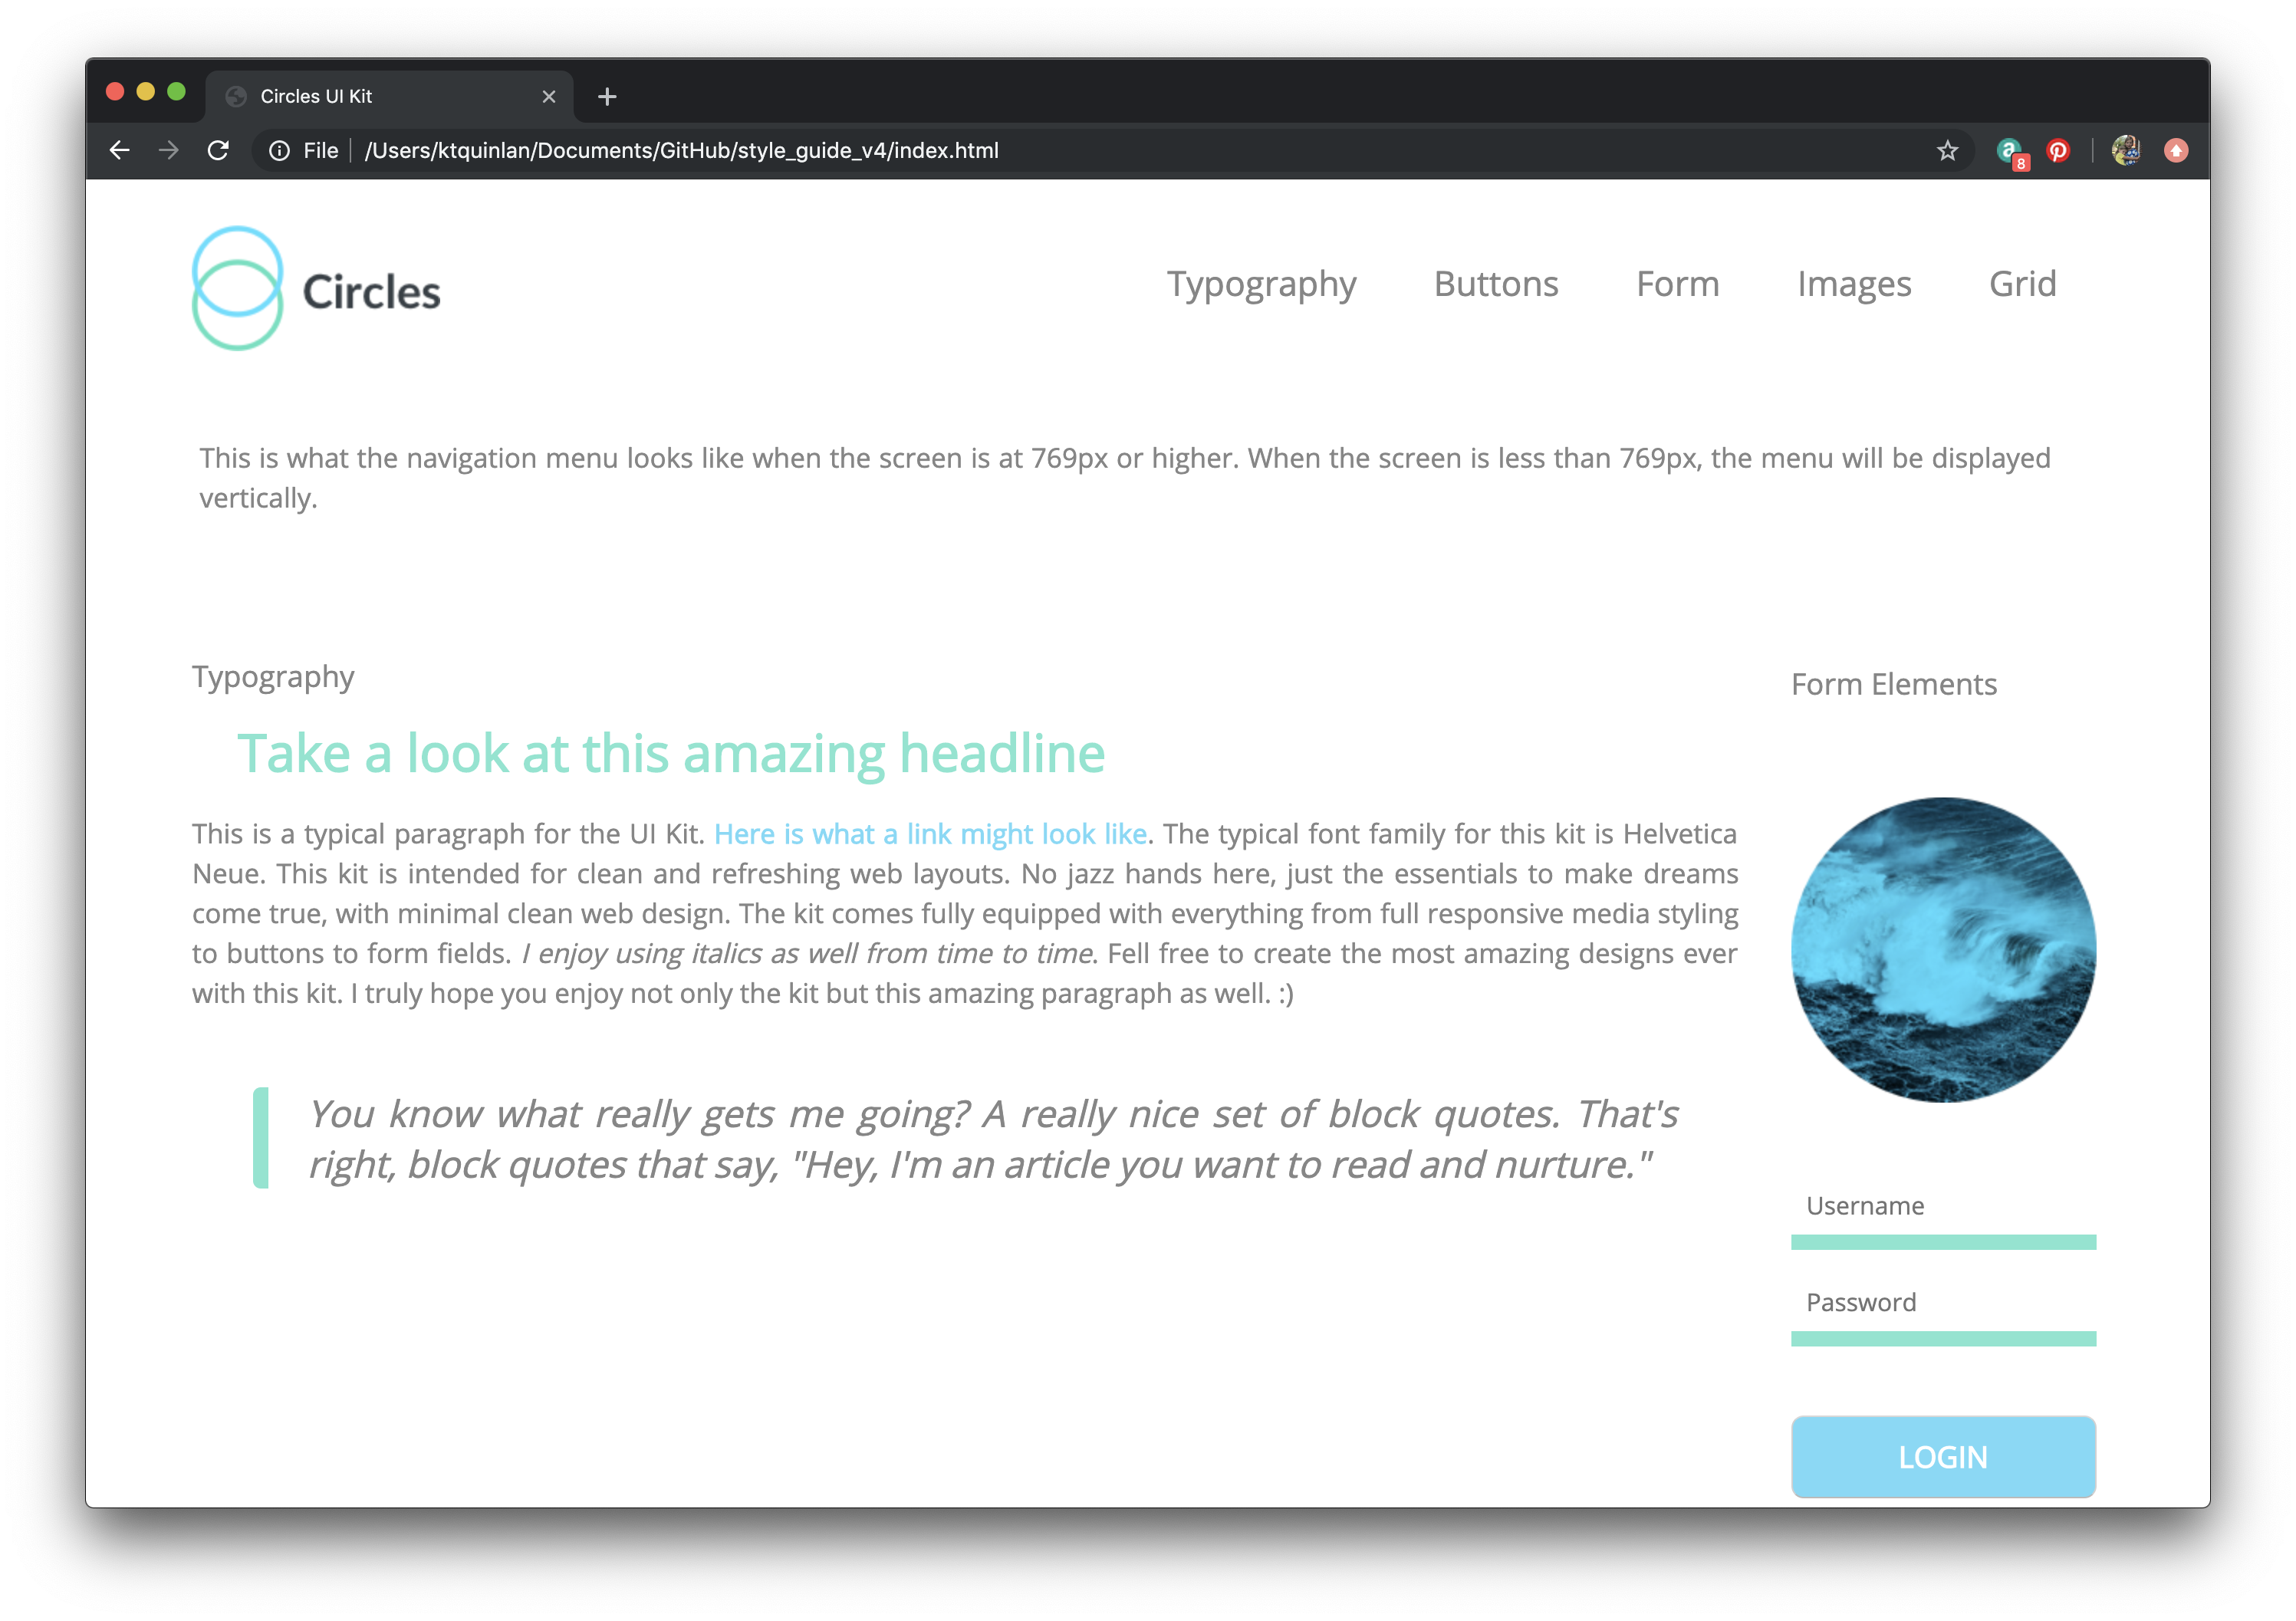 Circles UI Kit
File /Users/ktquinlan/Documents/GitHub/style_guide_v4/index.html
8
Circles
Typography Buttons Form Images Grid
This is what the navigation menu looks like when the screen is at 769px or higher. When the screen is less than 769px, the menu will be displayed
vertically.
Typography
Take a look at this amazing headline
This is a typical paragraph for the UI Kit. Here is what a link might look like. The typical font family for this kit is Helvetica
Neue. This kit is intended for clean and refreshing web layouts. No jazz hands here, just the essentials to make dreams
come true, with minimal clean web design. The kit comes fully equipped with everything from full responsive media styling
to buttons to form fields. I enjoy using italics as well from time to time. Fell free to create the most amazing designs ever
with this kit. I truly hope you enjoy not only the kit but this amazing paragraph as well. :)
You know what really gets me going? A really nice set of block quotes. That's
right, block quotes that say, "Hey, I'm an article you want to read and nurture."
Form Elements
Username
Password
LOGIN